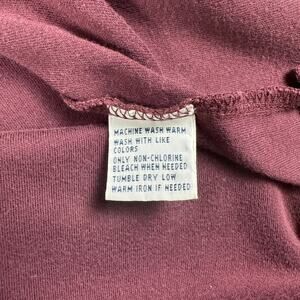 MACHINE WASH WARM
WASH WITH LIKE
COLORS
ONLY NON-CHLORINE
BLEACH WHEN NEEDED
TUMBLE DRY LOW
WARM IRON IF NEEDED